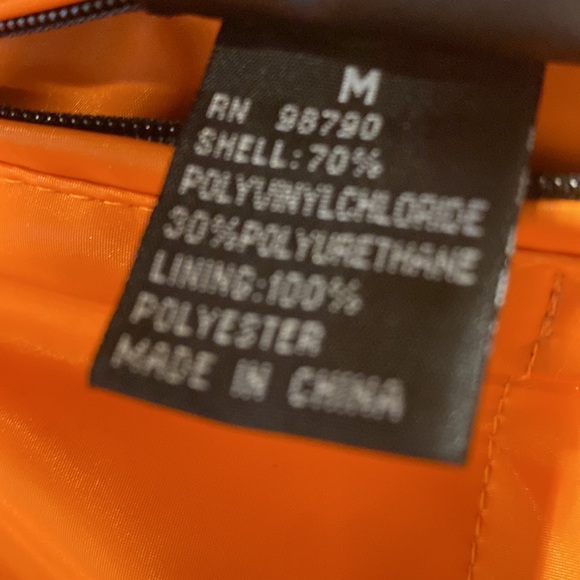 M
RN 98790
SHELL:70%
POLYVINYLCHLORIDE
30%POLYURETHANE
LINING:100%
POLYESTER
MADE IN CHINA